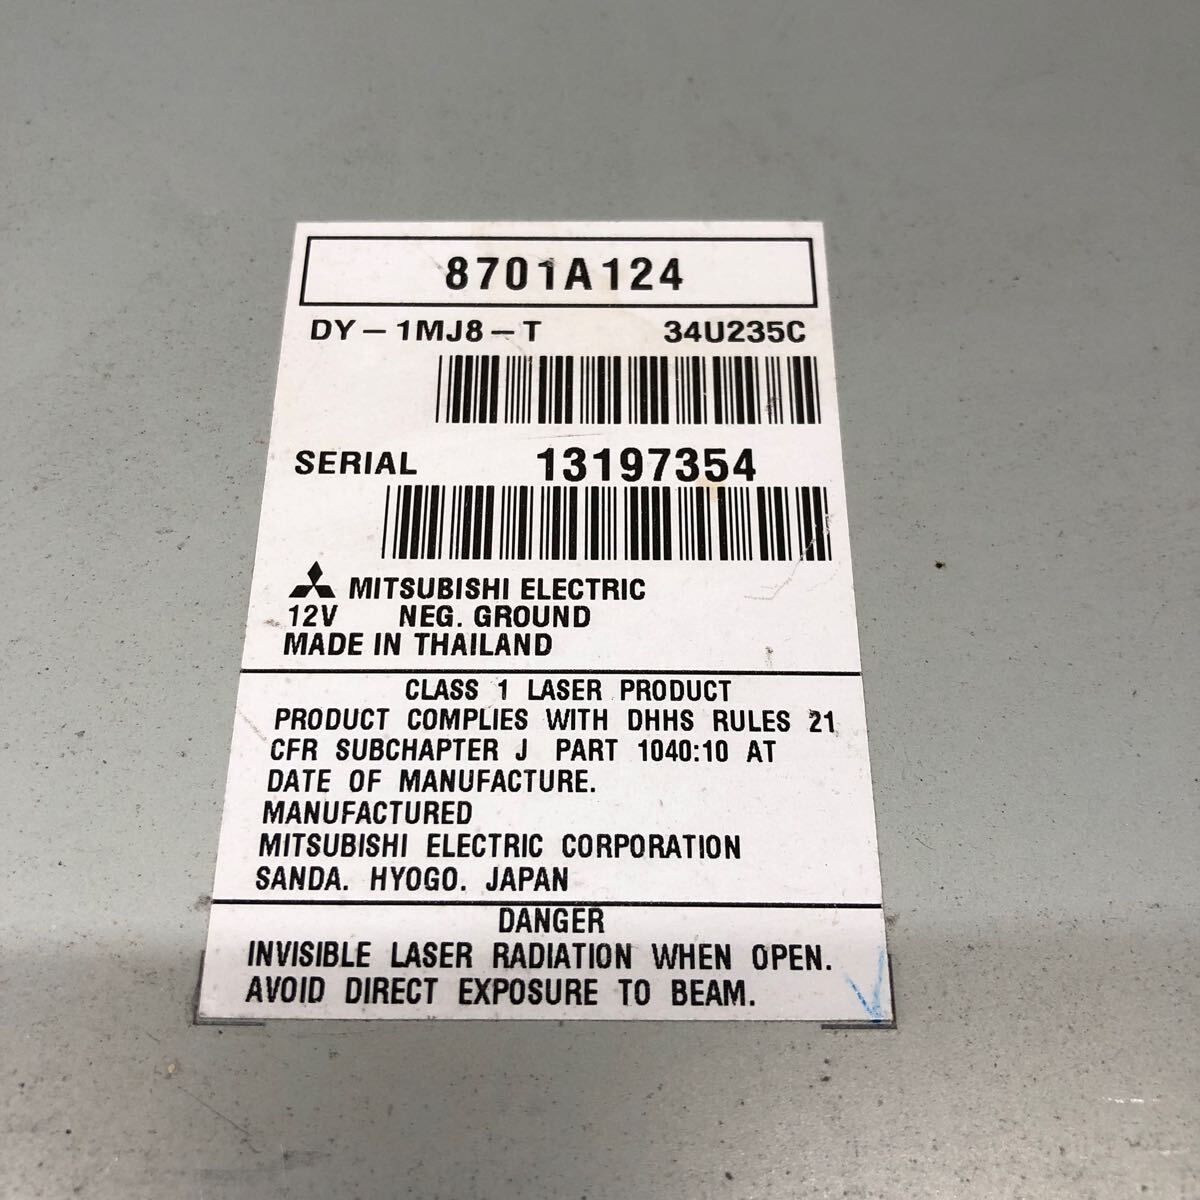 8701A124
DY-1MJ8-T 34U235C
SERIAL 13197354
MITSUBISHI ELECTRIC
12V NEG. GROUND
MADE IN THAILAND
CLASS 1 LASER PRODUCT
PRODUCT COMPLIES WITH DHHS RULES 21
CFR SUBCHAPTER J PART 1040:10 AT
DATE OF MANUFACTURE.
MANUFACTURED
MITSUBISHI ELECTRIC CORPORATION
SANDA. HYOGO. JAPAN
DANGER
INVISIBLE LASER RADIATION WHEN OPEN.
AVOID DIRECT EXPOSURE TO BEAM.